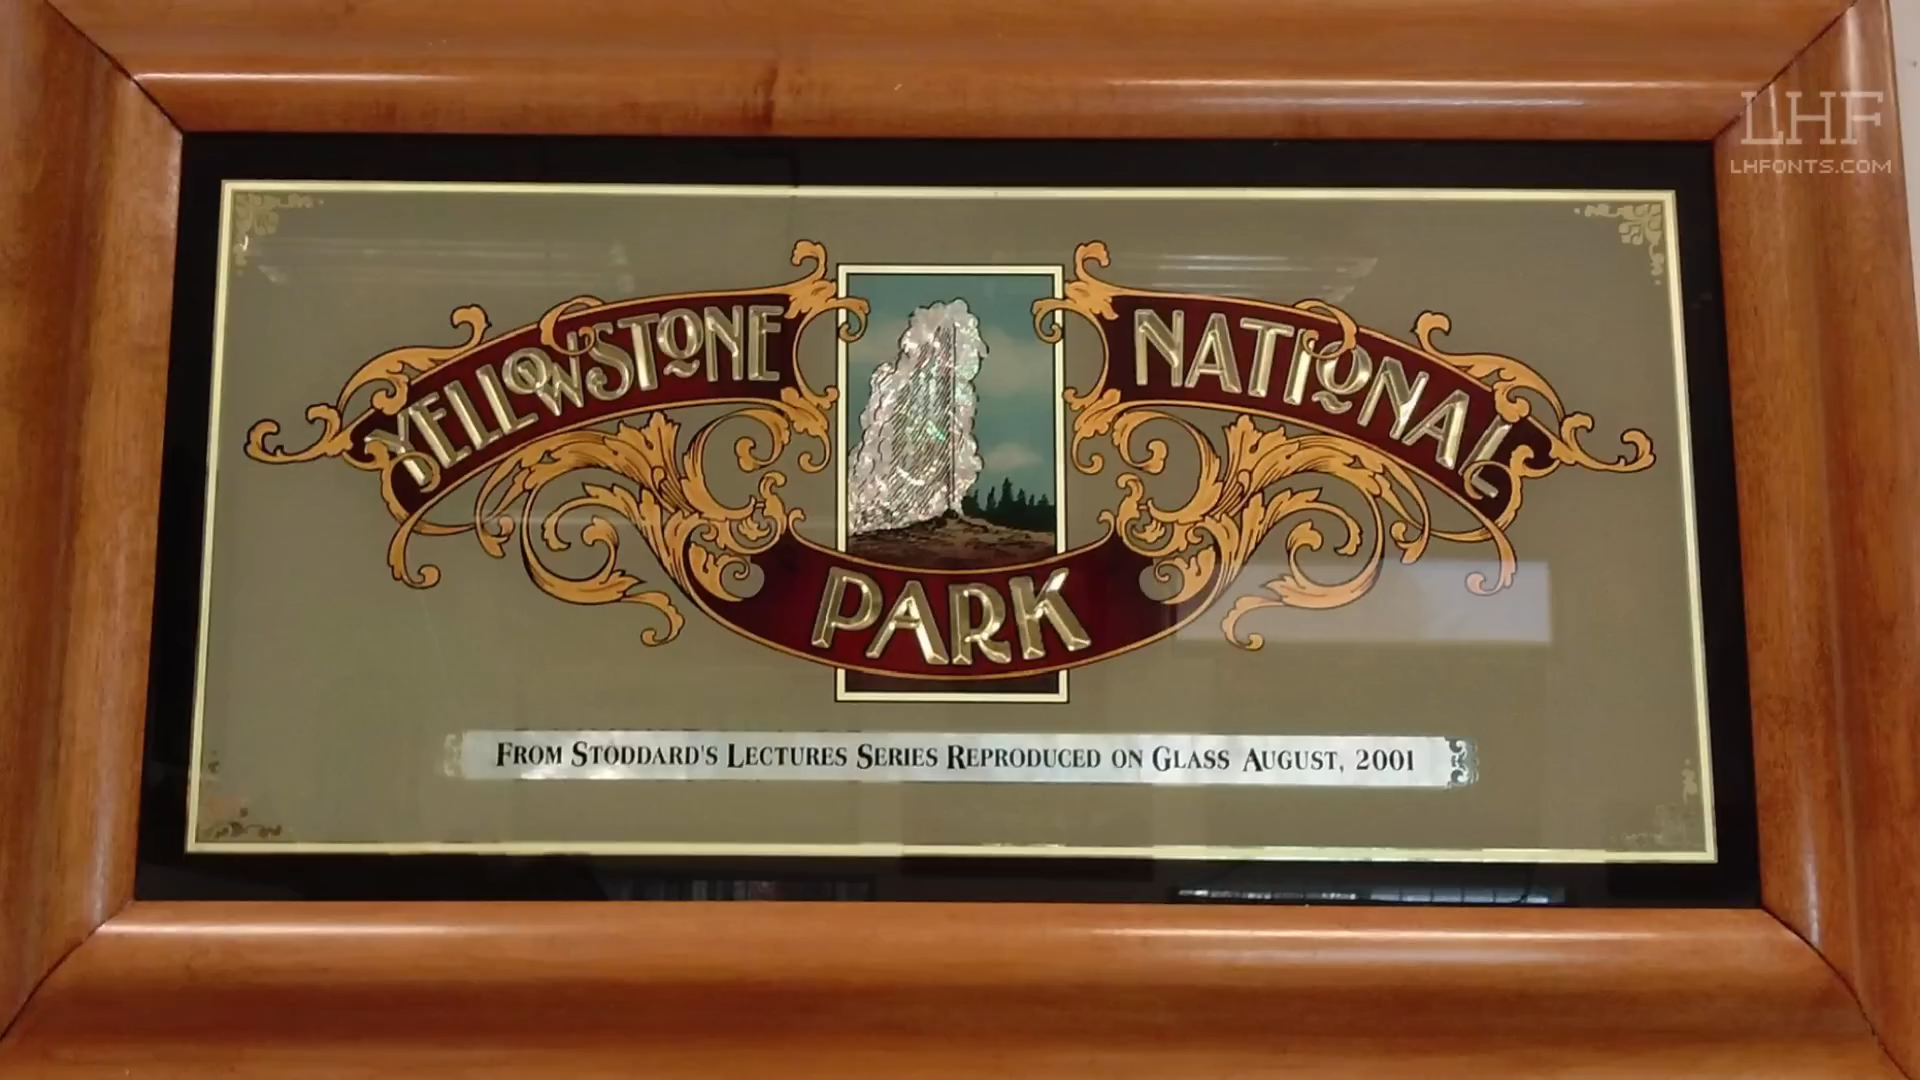 LHF
LHFONTS.COM
YELLOWSTONE
NATIONAL
PARK
FROM STODDARD'S LECTURES SERIES REPRODUCED ON GLASS AUGUST, 2001